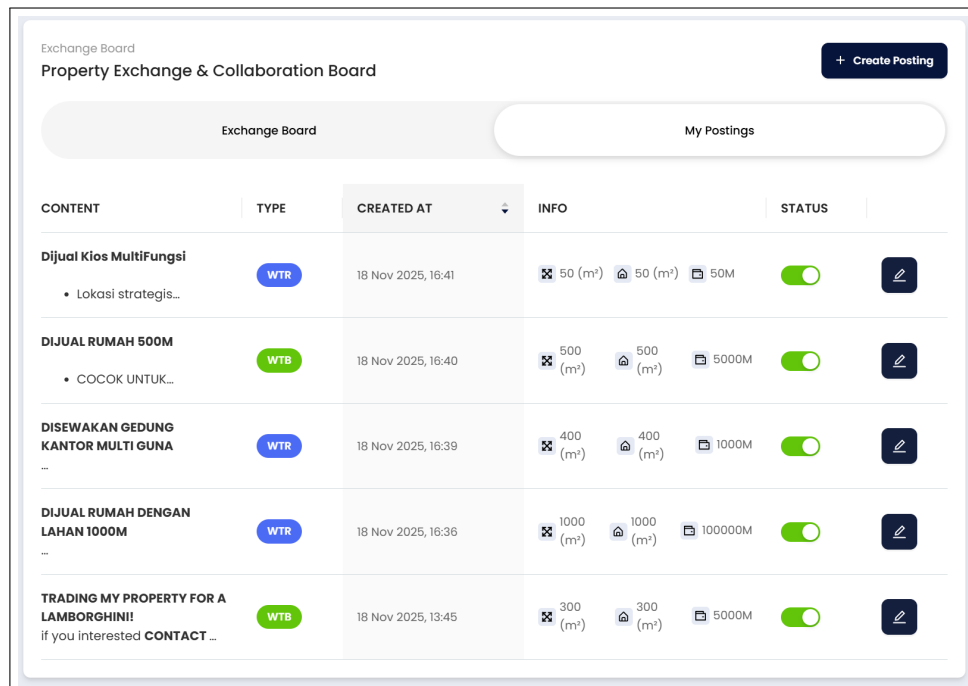 Exchange Board
Property Exchange & Collaboration Board
+ Create Posting
Exchange Board
My Postings
CONTENT TYPE CREATED AT INFO STATUS
Dijual Kios MultiFungsi
• Lokasi strategis...
WTR
18 Nov 2025, 16:41
50 (m²) 50 (m²) 50M
DIJUAL RUMAH 500M
• COCOK UNTUK...
WTB
18 Nov 2025, 16:40
500 (m²) 500 (m²) 5000M
DISEWAKAN GEDUNG
KANTOR MULTI GUNA
...
WTR
18 Nov 2025, 16:39
400 (m²) 400 (m²) 1000M
DIJUAL RUMAH DENGAN
LAHAN 1000M
...
WTR
18 Nov 2025, 16:36
1000 (m²) 1000 (m²) 100000M
TRADING MY PROPERTY FOR A
LAMBORGHINI!
if you interested CONTACT ...
WTB
18 Nov 2025, 13:45
300 (m²) 300 (m²) 5000M